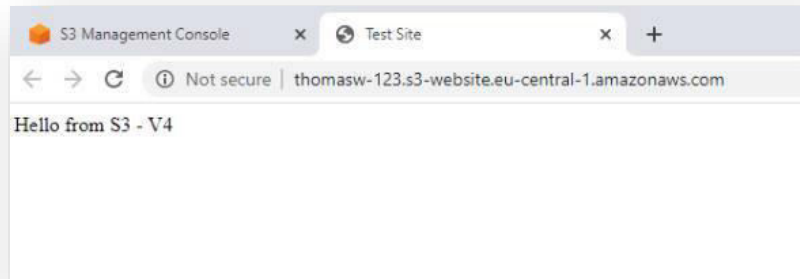 S3 Management Console
Test Site
Not secure | thomasw-123.s3-website.eu-central-1.amazonaws.com
Hello from S3 - V4